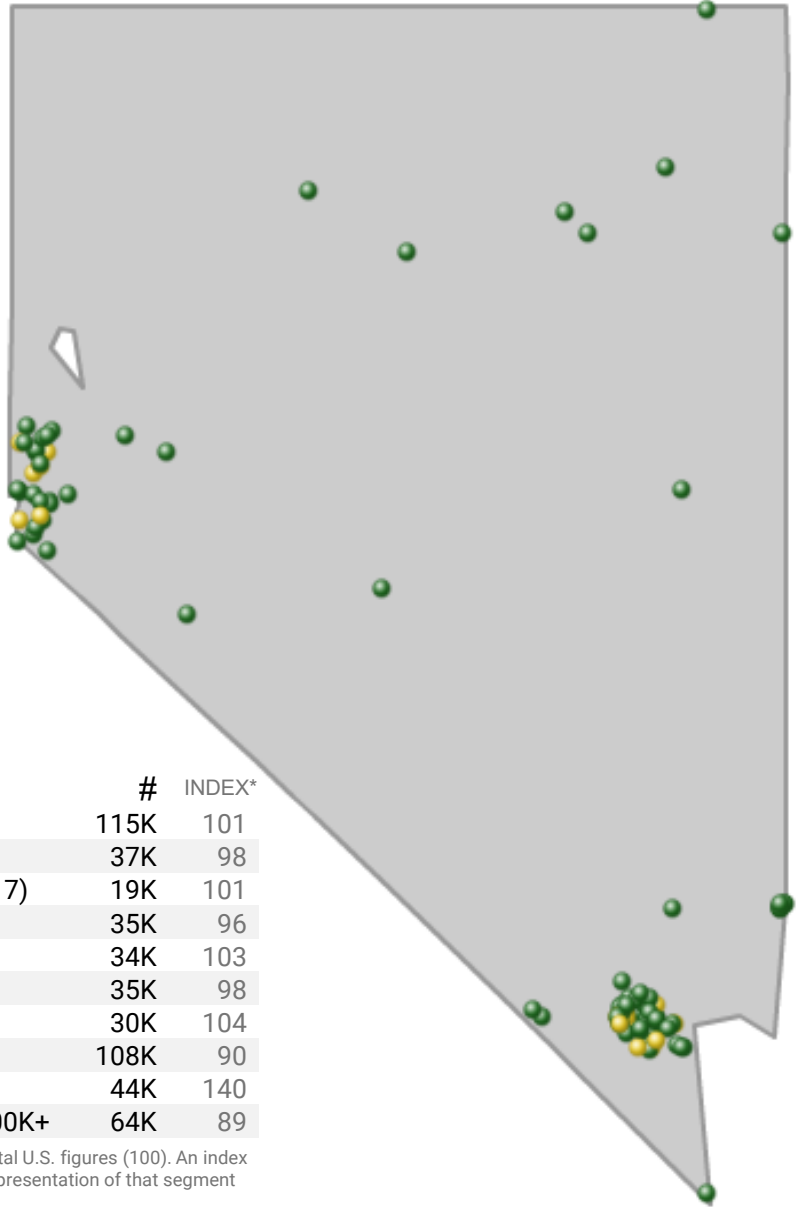 # INDEX*
115K 101
37K 98
7) 19K 101
35K 96
34K 103
35K 98
30K 104
108K 90
44K 140
0K+ 64K 89
tal U.S. figures (100). An index
presentation of that segment